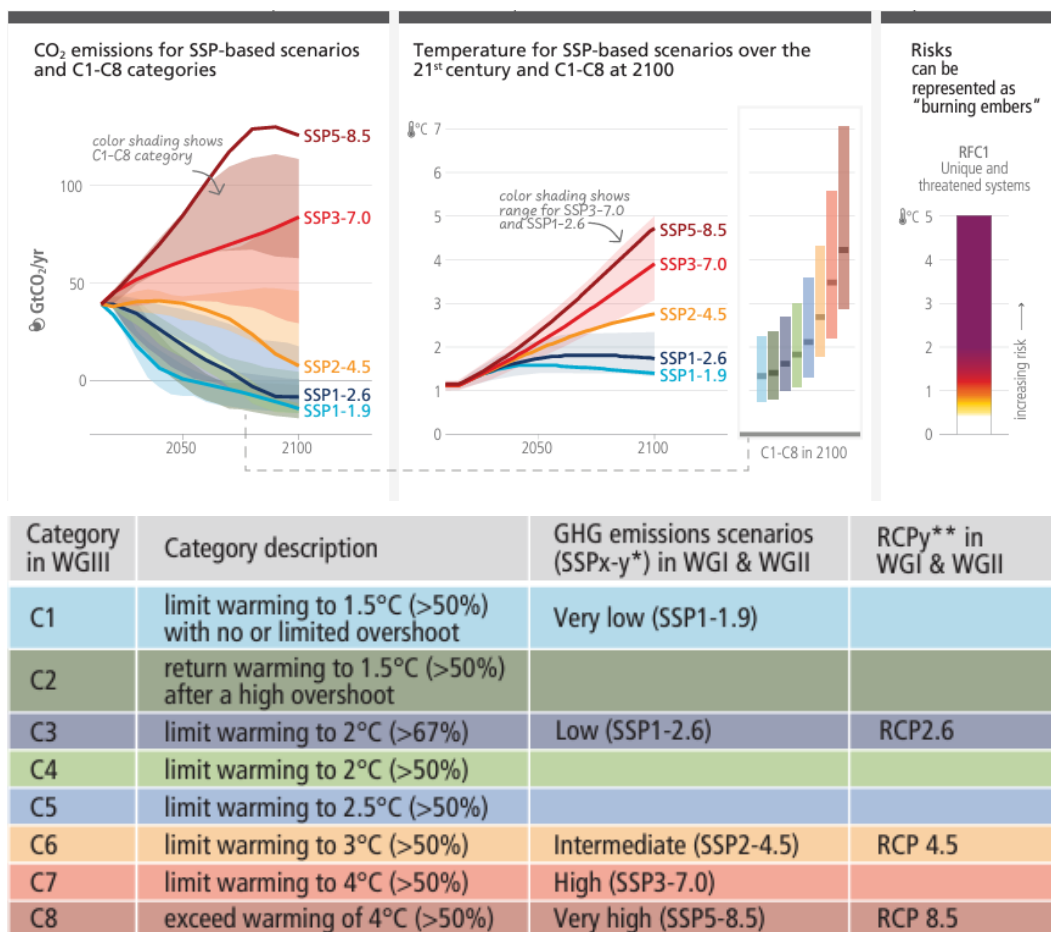 CO₂ emissions for SSP-based scenarios
and C1-C8 categories
color shading shows
C1-C8 category
GtCO₂/yr
100
50
0
2050
2100
SSP5-8.5
SSP3-7.0
SSP2-4.5
SSP1-2.6
SSP1-1.9
Temperature for SSP-based scenarios over the
21st century and C1-C8 at 2100
°C 7
6
5
4
3
2
1
0
color shading shows
range for SSP3-7.0
and SSP1-2.6
SSP5-8.5
SSP3-7.0
SSP2-4.5
SSP1-2.6
SSP1-1.9
2050
2100
C1-C8 in 2100
Risks
can be
represented as
“burning embers“
RFC1
Unique and
threatened systems
°C 5
4
3
2
1
0
increasing risk
Category
in WGIII
Category description
GHG emissions scenarios
(SSPx-y*) in WGI & WGII
RCPy** in
WGI & WGII
C1
limit warming to 1.5°C (>50%)
with no or limited overshoot
Very low (SSP1-1.9)
C2
return warming to 1.5°C (>50%)
after a high overshoot
C3
limit warming to 2°C (>67%)
Low (SSP1-2.6)
RCP2.6
C4
limit warming to 2°C (>50%)
C5
limit warming to 2.5°C (>50%)
C6
limit warming to 3°C (>50%)
Intermediate (SSP2-4.5)
RCP 4.5
C7
limit warming to 4°C (>50%)
High (SSP3-7.0)
C8
exceed warming of 4°C (>50%)
Very high (SSP5-8.5)
RCP 8.5